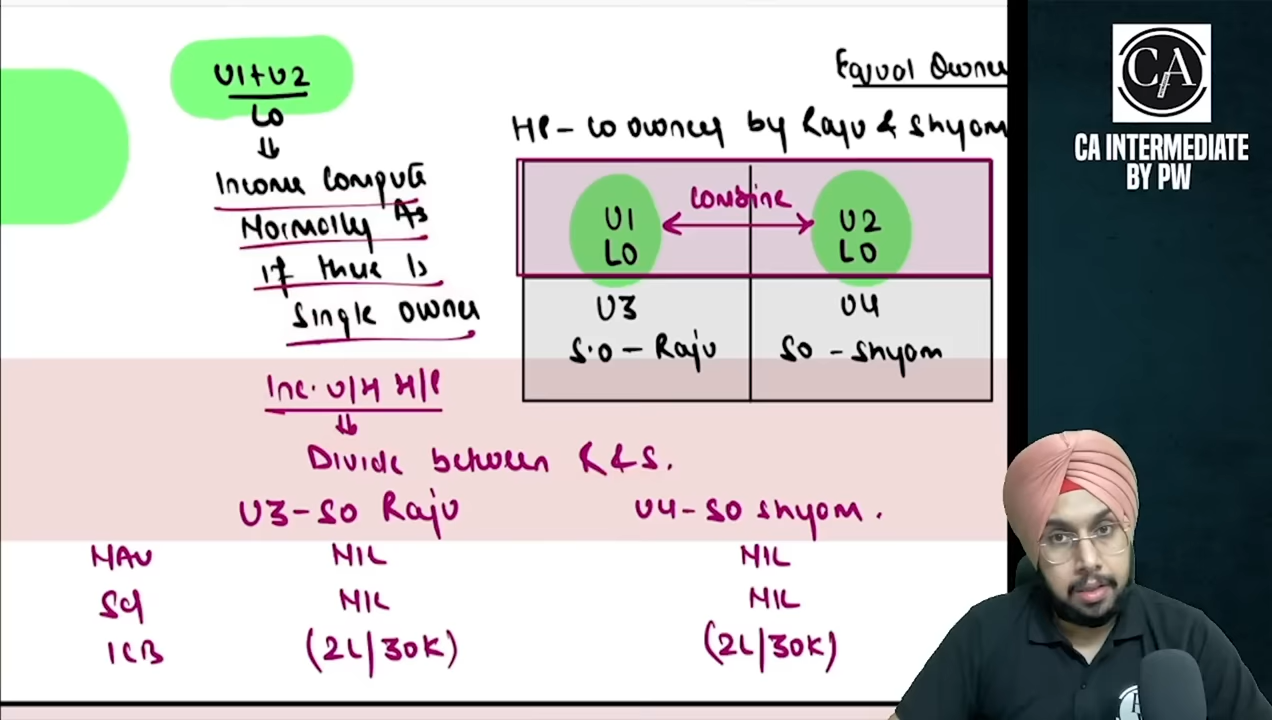 U1+U2
LO
Income Compute
Normally As
if there is
Single Owner
Inc. U/H H/P
Divide between R & S.
Equal Owner
HP - Co owned by Raju & Shyam
Combine
U1
LO
U2
LO
U3
S.O - Raju
U4
SO - Shyam
U3 - SO Raju
U4 - SO Shyam.
NAV NIL NIL
Sd NIL NIL
ICB (2L/30K) (2L/30K)
CA
CA INTERMEDIATE
BY PW